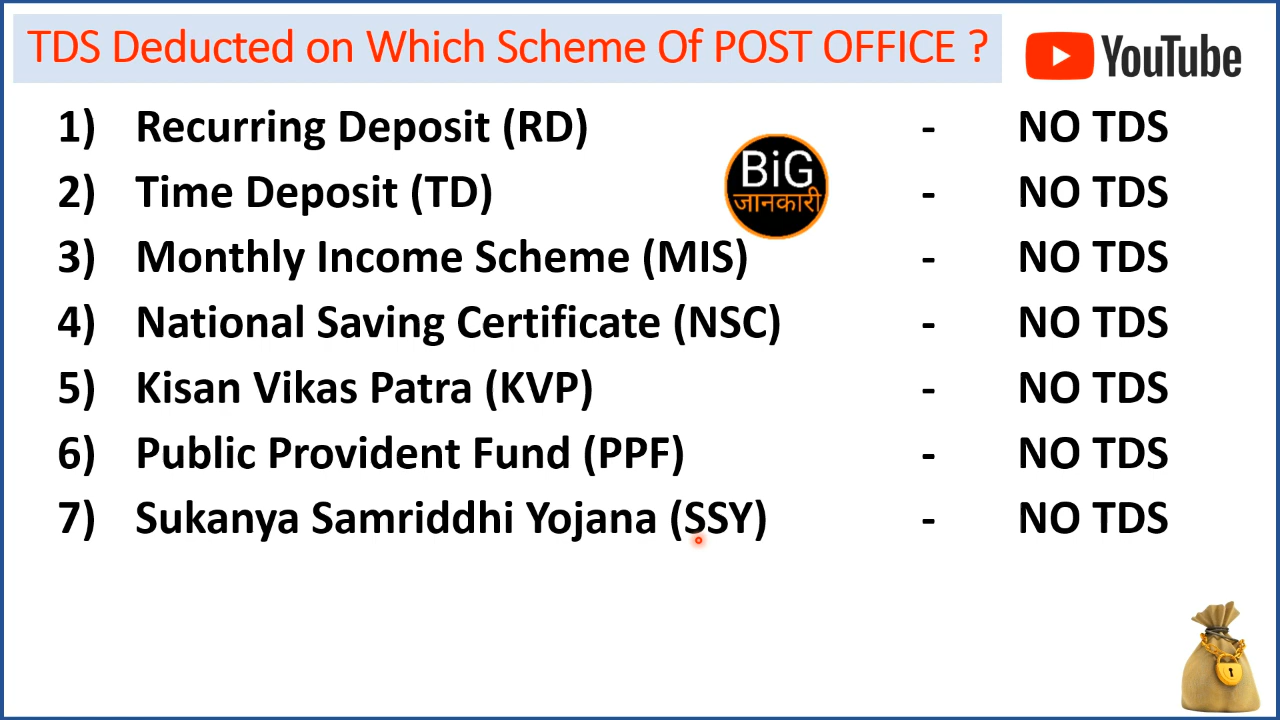 TDS Deducted on Which Scheme Of POST OFFICE ?
YouTube
1) Recurring Deposit (RD) - NO TDS
BiG
जानकारी
2) Time Deposit (TD) - NO TDS
3) Monthly Income Scheme (MIS) - NO TDS
4) National Saving Certificate (NSC) - NO TDS
5) Kisan Vikas Patra (KVP) - NO TDS
6) Public Provident Fund (PPF) - NO TDS
7) Sukanya Samriddhi Yojana (SSY) - NO TDS